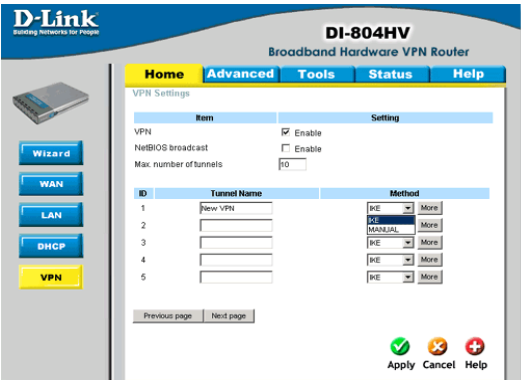 D-Link
Building Networks for People
DI-804HV
Broadband Hardware VPN Router
Home Advanced Tools Status Help
VPN Settings
Item Setting
VPN Enable
NetBIOS broadcast Enable
Max. number of tunnels 10
ID Tunnel Name Method
1 New VPN IKE More
IKE
2 MANUAL More
3 IKE More
4 IKE More
5 IKE More
Previous page Next page
Wizard
WAN
LAN
DHCP
VPN
Apply Cancel Help